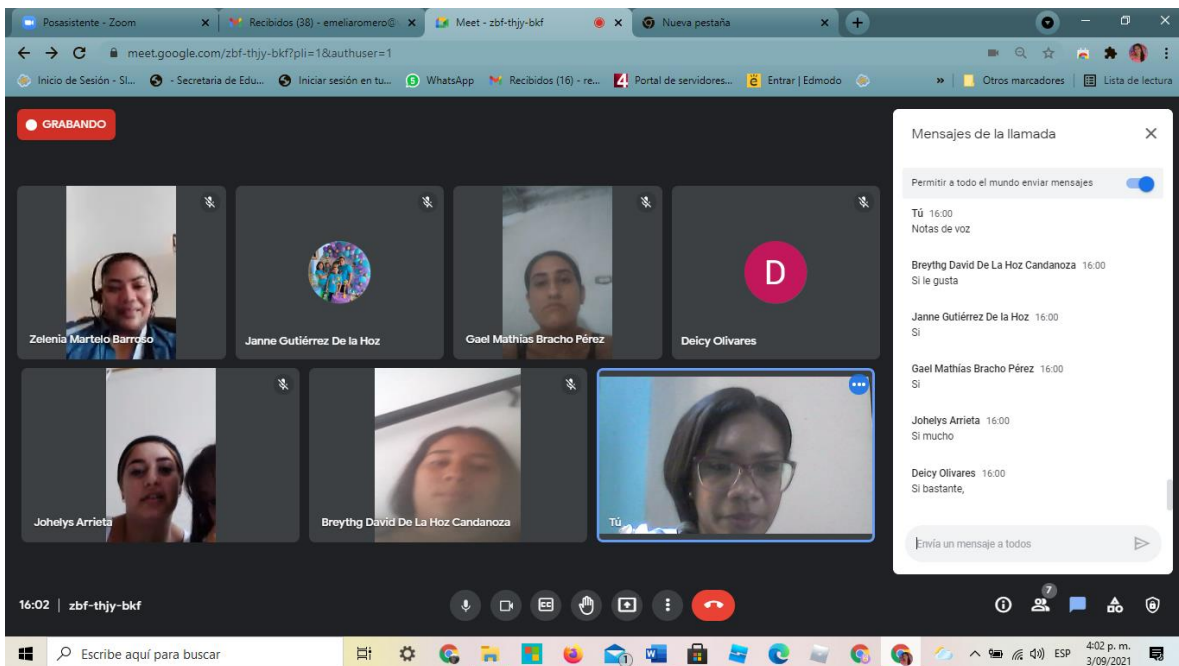 Posasistente - Zoom
Recibidos (38) - emeliaromero@
Meet - zbf-thjy-bkf
Nueva pestaña
meet.google.com/zbf-thjy-bkf?pli=1&authuser=1
Inicio de Sesión - SI...
- Secretaria de Edu...
Iniciar sesión en tu...
WhatsApp
Recibidos (16) - re...
Portal de servidores...
Entrar | Edmodo
»
Otros marcadores
Lista de lectura
GRABANDO
Zelenia Martelo Barroso
Janne Gutiérrez De la Hoz
Gael Mathías Bracho Pérez
D
Deicy Olivares
Johelys Arrieta
Breythg David De La Hoz Candanoza
Tú
Mensajes de la llamada
Permitir a todo el mundo enviar mensajes
Tú 16:00
Notas de voz
Breythg David De La Hoz Candanoza 16:00
Si le gusta
Janne Gutiérrez De la Hoz 16:00
Si
Gael Mathías Bracho Pérez 16:00
Si
Johelys Arrieta 16:00
Si mucho
Deicy Olivares 16:00
Si bastante,
Envía un mensaje a todos
16:02 | zbf-thjy-bkf
7
Escribe aquí para buscar
ESP
4:02 p. m.
3/09/2021